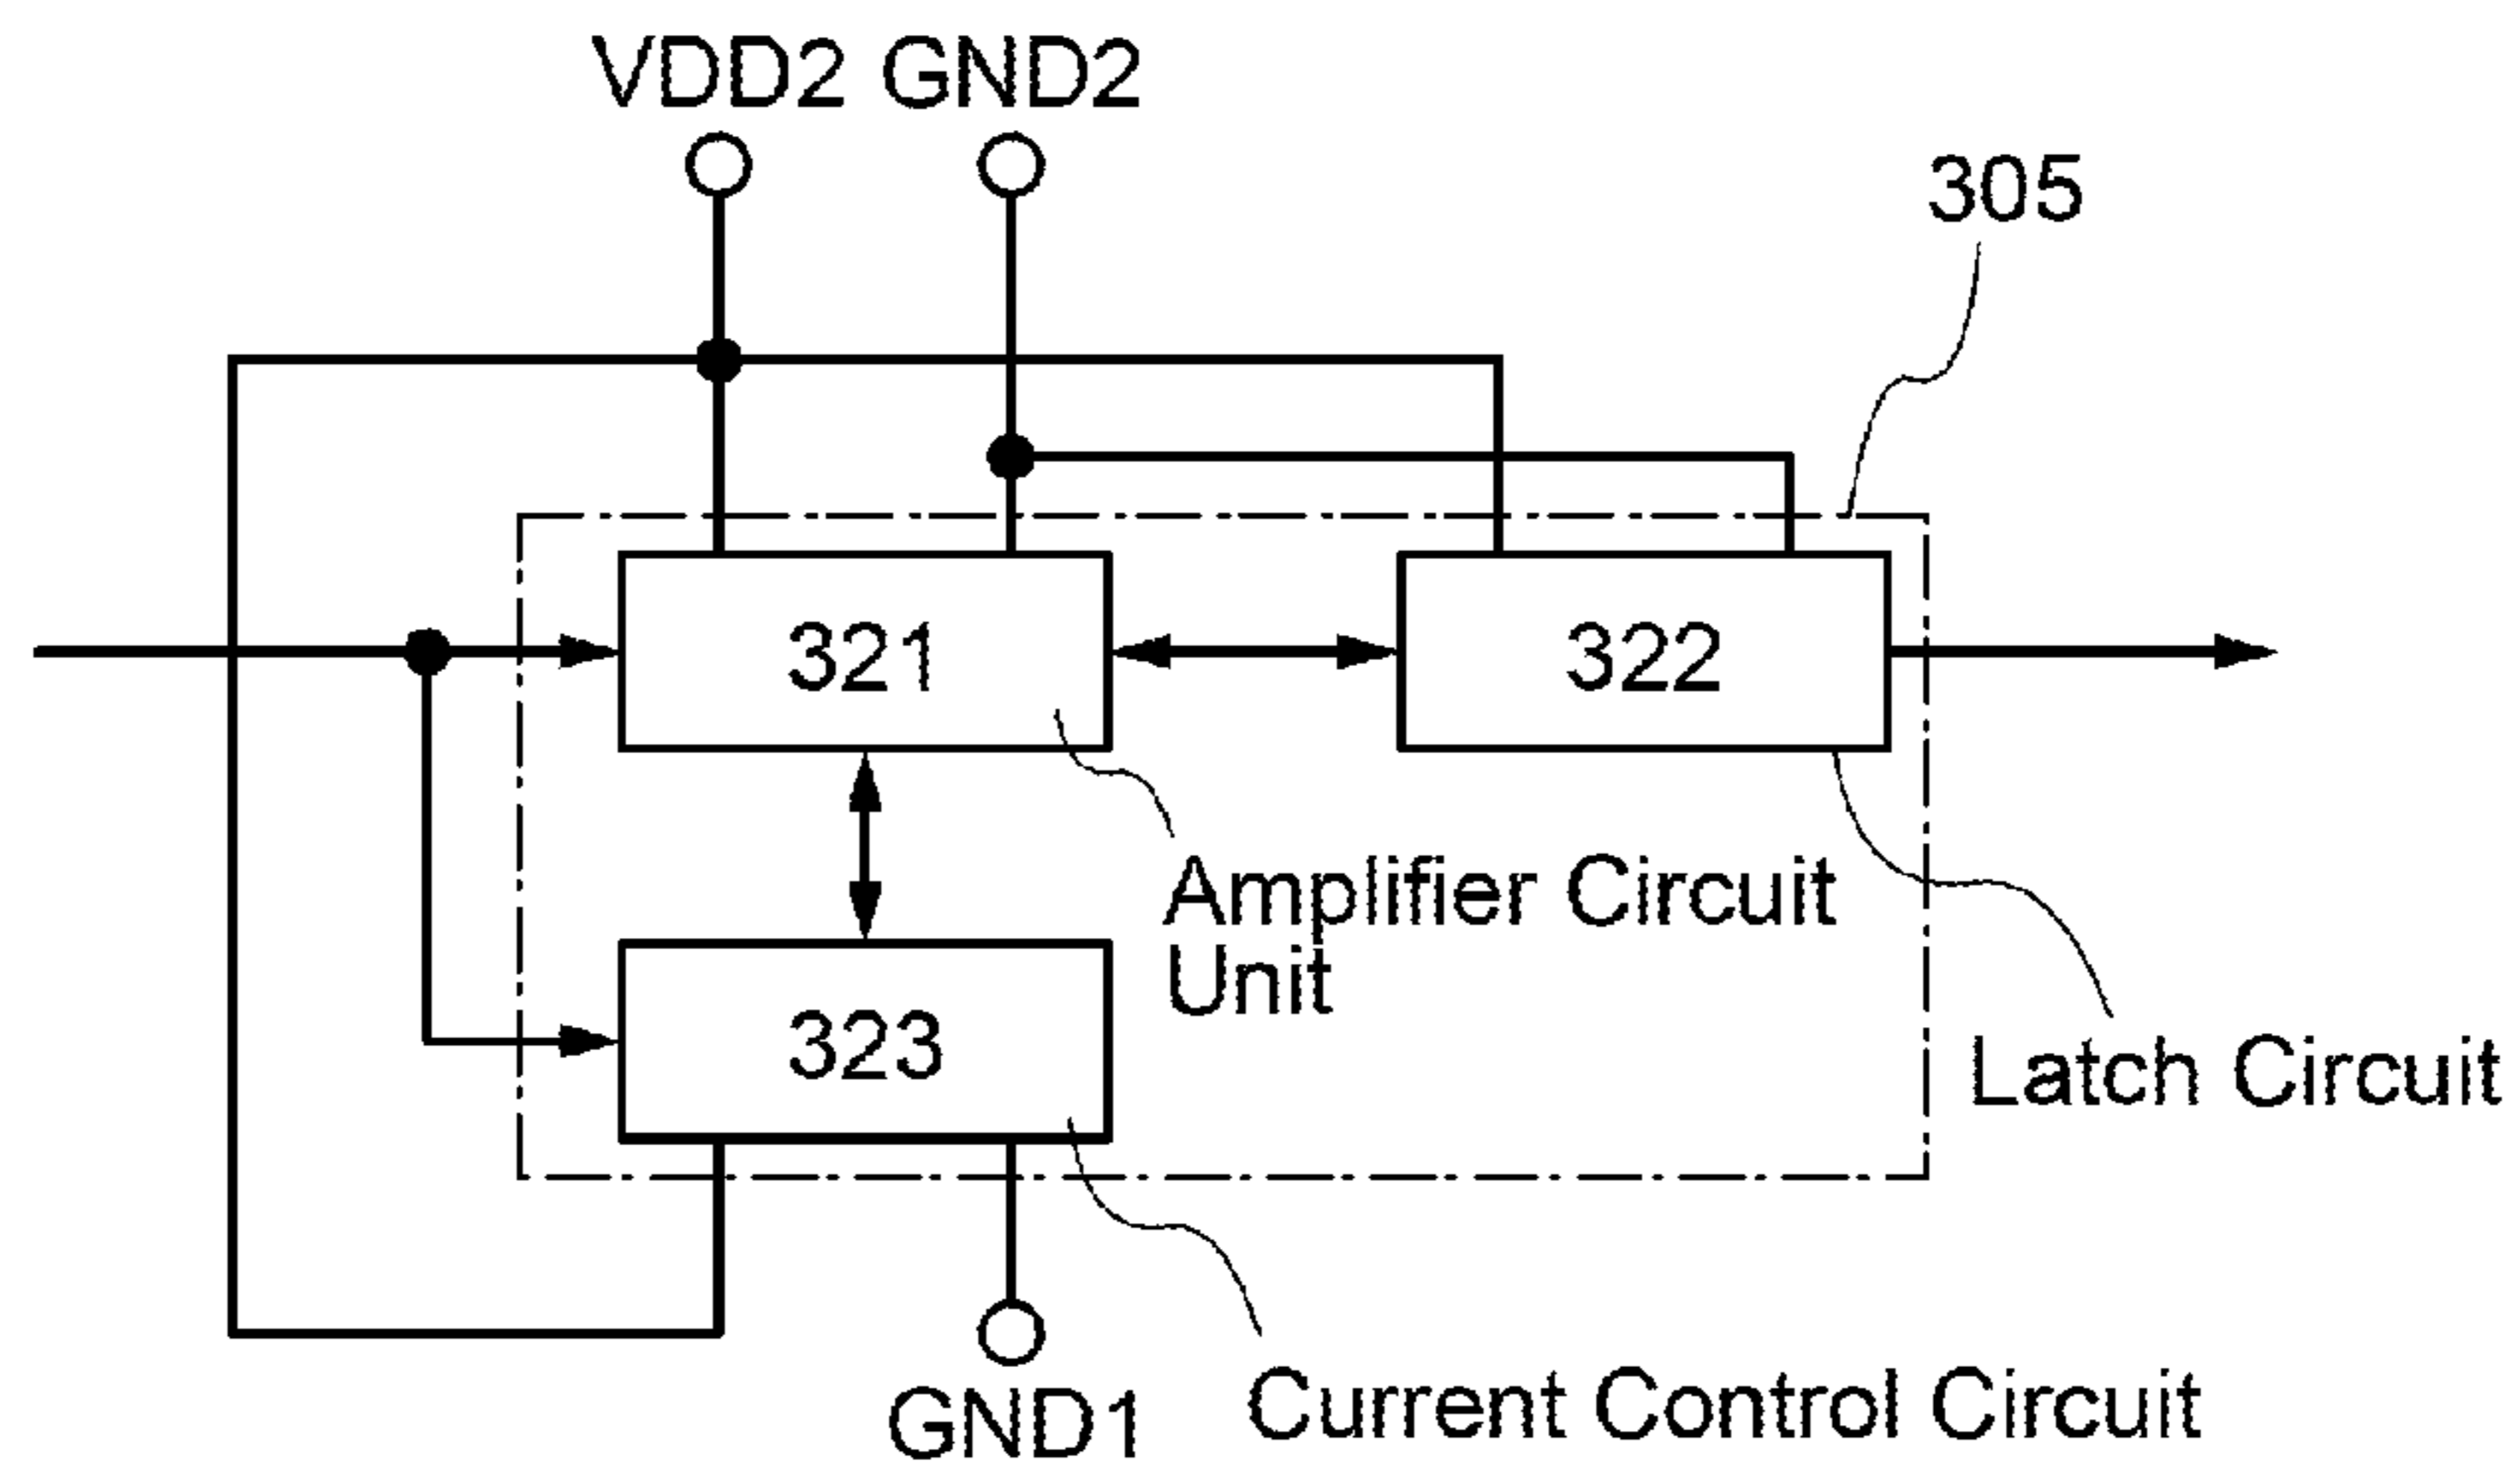 VDD2 GND2
305
321
322
Amplifier Circuit
Unit
323
Latch Circuit
GND1
Current Control Circuit